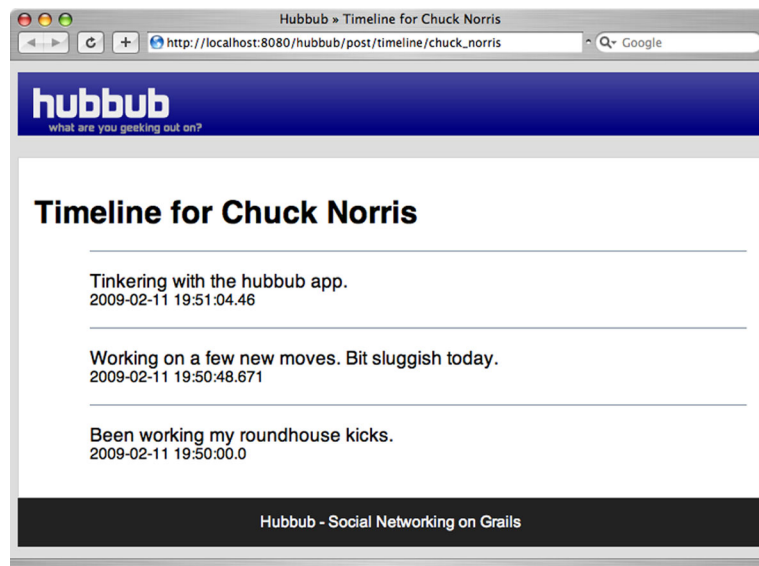 Hubbub » Timeline for Chuck Norris
http://localhost:8080/hubbub/post/timeline/chuck_norris
Google
hubbub
what are you geeking out on?
Timeline for Chuck Norris
Tinkering with the hubbub app.
2009-02-11 19:51:04.46
Working on a few new moves. Bit sluggish today.
2009-02-11 19:50:48.671
Been working my roundhouse kicks.
2009-02-11 19:50:00.0
Hubbub - Social Networking on Grails